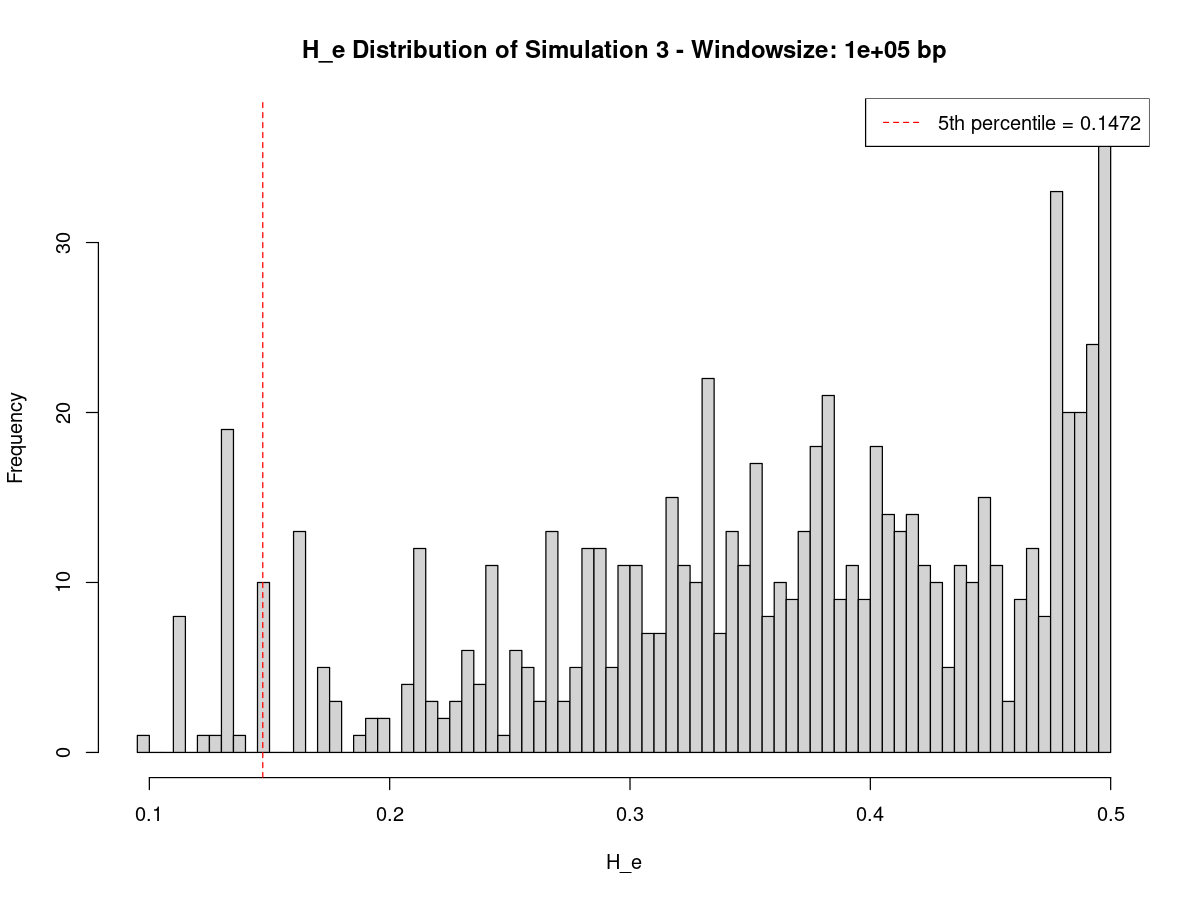 H_e Distribution of Simulation 3 - Windowsize: 1e+05 bp
5th percentile = 0.1472
Frequency
30
20
10
0
0.1 0.2 0.3 0.4 0.5
H_e